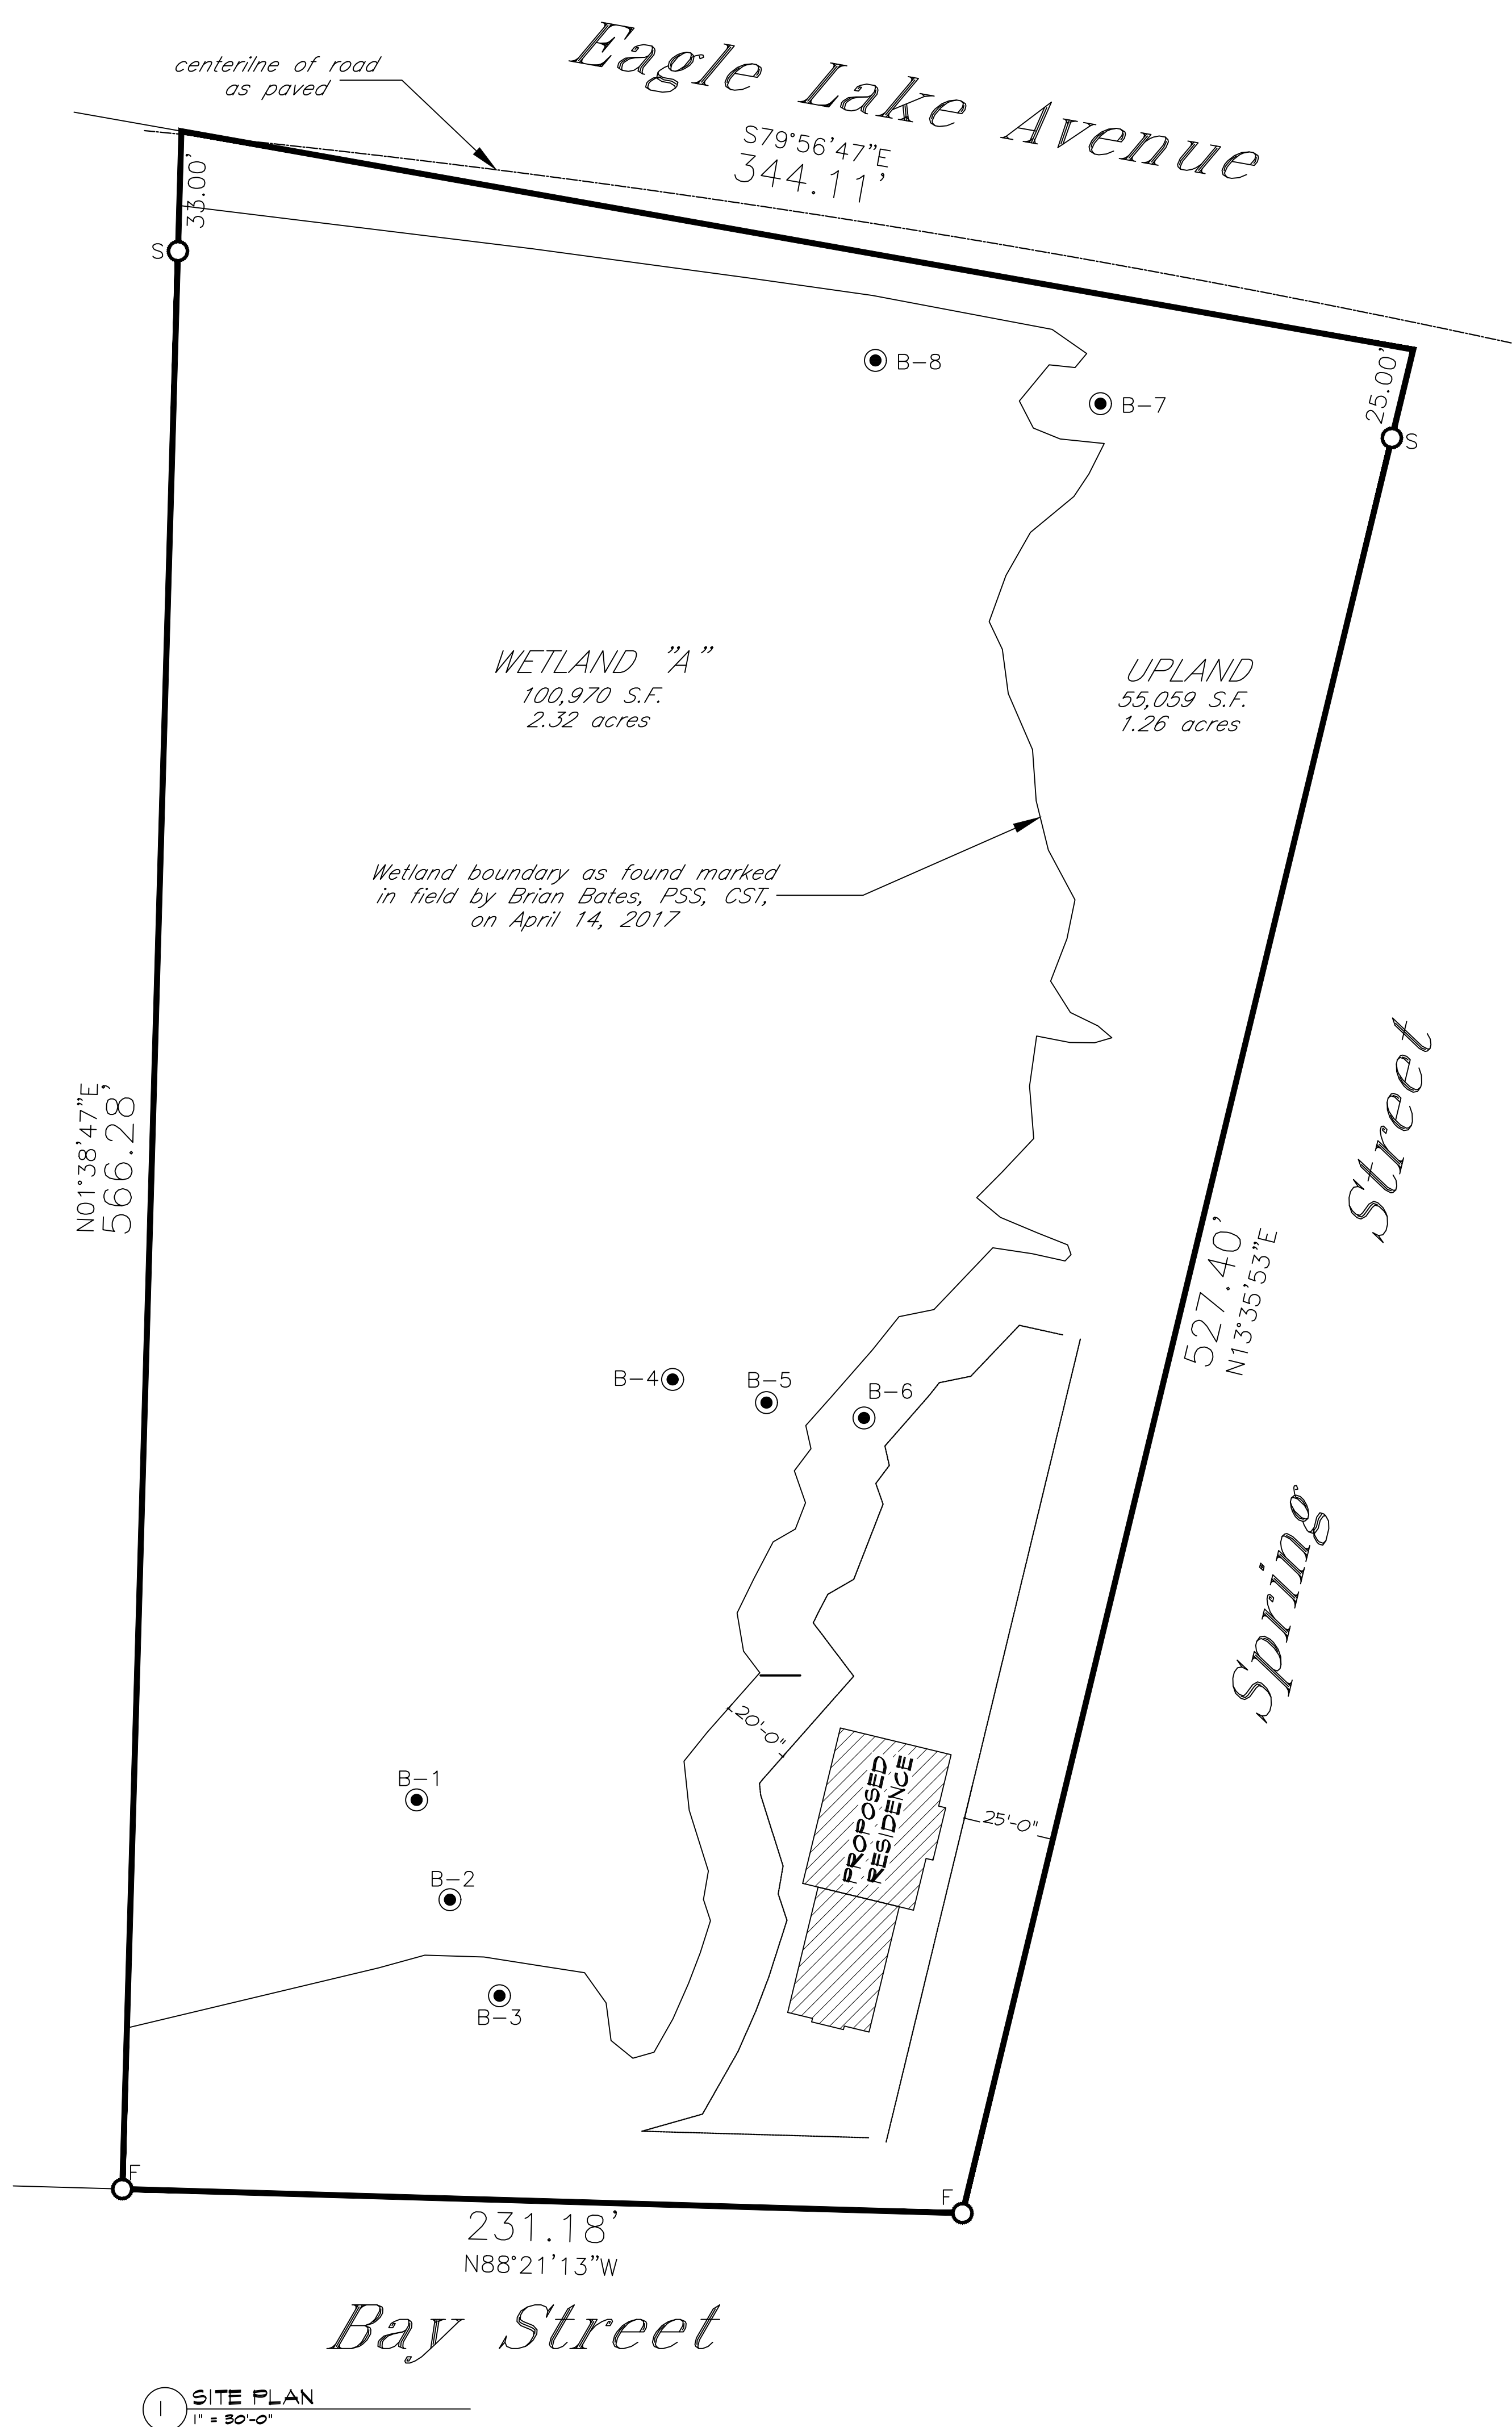 Eagle Lake Avenue
centerilne of road
as paved
S79°56'47"E
344.11'
33.00'
S
B-8
B-7
25.00'
S
WETLAND "A"
100,970 S.F.
2.32 acres
UPLAND
55,059 S.F.
1.26 acres
Wetland boundary as found marked
in field by Brian Bates, PSS, CST,
on April 14, 2017
N01°38'47"E
566.28'
Spring Street
527.40'
N13°35'53"E
B-4
B-5
B-6
20'-0"
PROPOSED
RESIDENCE
25'-0"
B-1
B-2
B-3
F
F
231.18'
N88°21'13"W
Bay Street
1
SITE PLAN
1" = 30'-0"